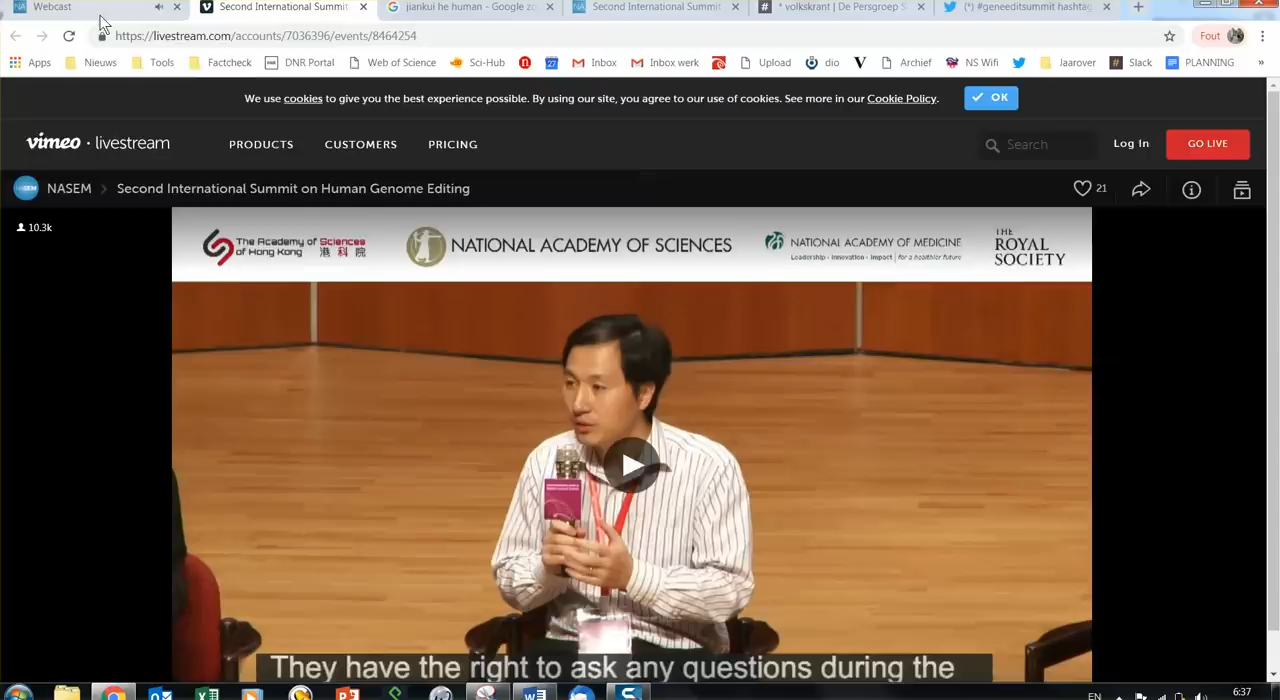 Webcast
Second International Summit
jiankui he human - Google zo
Second International Summit
* volkskrant | De Persgroep S
(*) #geneeditsummit hashtag
https://livestream.com/accounts/7036396/events/8464254
Fout
Apps Nieuws Tools Factcheck DNR Portal Web of Science Sci-Hub 27 Inbox Inbox werk Upload dio V Archief NS Wifi Jaarover Slack PLANNING »
We use cookies to give you the best experience possible. By using our site, you agree to our use of cookies. See more in our Cookie Policy.
OK
vimeo · livestream PRODUCTS CUSTOMERS PRICING Search Log In GO LIVE
NASEM > Second International Summit on Human Genome Editing
21
10.3k
The Academy of Sciences
of Hong Kong 港科院
NATIONAL ACADEMY OF SCIENCES
NATIONAL ACADEMY OF MEDICINE
Leadership · Innovation · Impact | for a healthier future
THE
ROYAL
SOCIETY
They have the right to ask any questions during the
EN
6:37